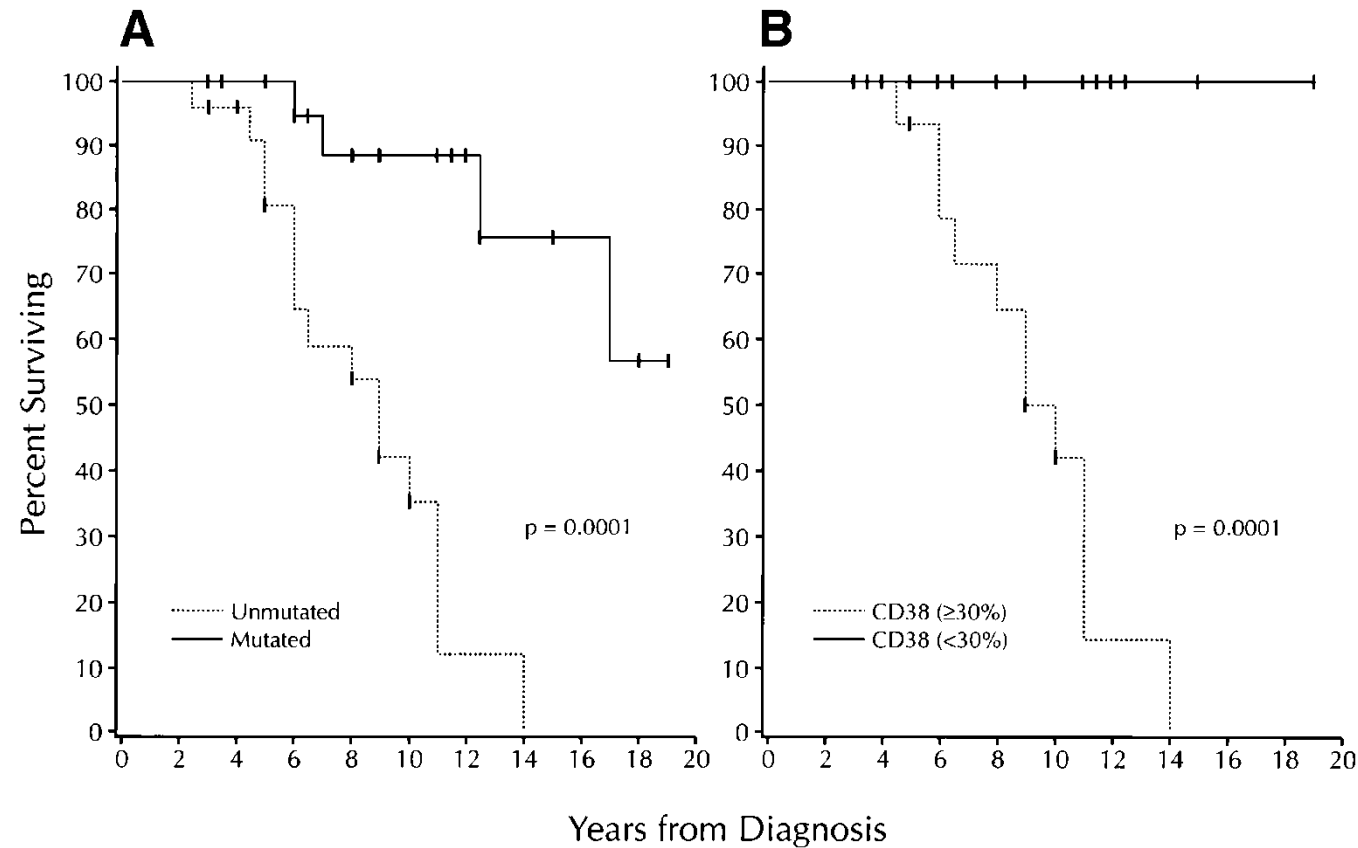 A
B
Percent Surviving
100
90
80
70
60
50
40
30
20
10
0
0 2 4 6 8 10 12 14 16 18 20
p = 0.0001
Unmutated
Mutated
100
90
80
70
60
50
40
30
20
10
0
0 2 4 6 8 10 12 14 16 18 20
p = 0.0001
CD38 (≥30%)
CD38 (<30%)
Years from Diagnosis